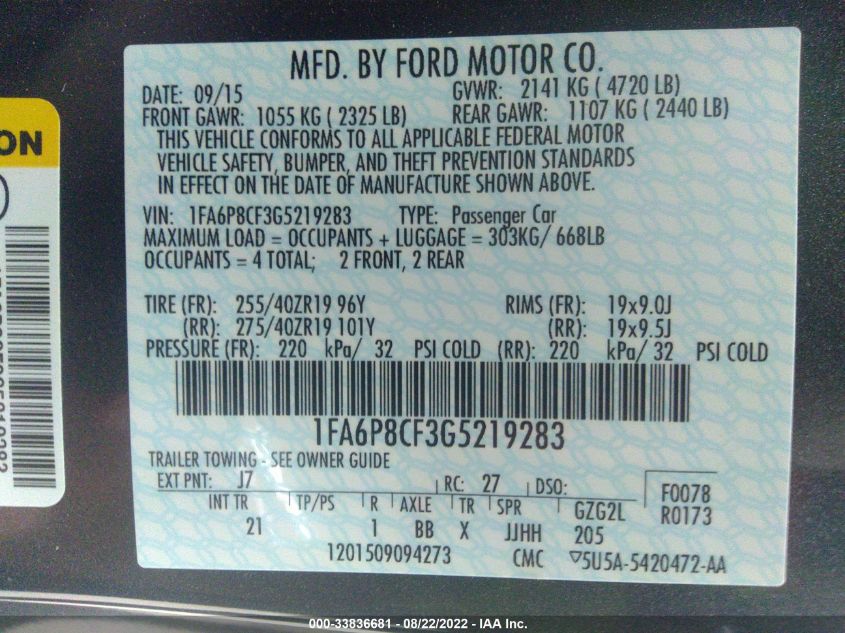 MFD. BY FORD MOTOR CO.
DATE: 09/15 GVWR: 2141 KG ( 4720 LB)
FRONT GAWR: 1055 KG ( 2325 LB) REAR GAWR: 1107 KG ( 2440 LB)
THIS VEHICLE CONFORMS TO ALL APPLICABLE FEDERAL MOTOR
VEHICLE SAFETY, BUMPER, AND THEFT PREVENTION STANDARDS
IN EFFECT ON THE DATE OF MANUFACTURE SHOWN ABOVE.
VIN: 1FA6P8CF3G5219283 TYPE: Passenger Car
MAXIMUM LOAD = OCCUPANTS + LUGGAGE = 303KG/ 668LB
OCCUPANTS = 4 TOTAL; 2 FRONT, 2 REAR
TIRE (FR): 255/40ZR19 96Y RIMS (FR): 19x9.0J
(RR): 275/40ZR19 101Y (RR): 19x9.5J
PRESSURE (FR): 220 kPa/ 32 PSI COLD (RR): 220 kPa/ 32 PSI COLD
1FA6P8CF3G5219283
TRAILER TOWING - SEE OWNER GUIDE
EXT PNT: J7 RC: 27 DSO: F0078
INT TR TP/PS R AXLE TR SPR GZG2L R0173
21 1 BB X JJHH 205
1201509094273 CMC 5U5A-5420472-AA
ON
000-33836681 - 08/22/2022 - IAA Inc.